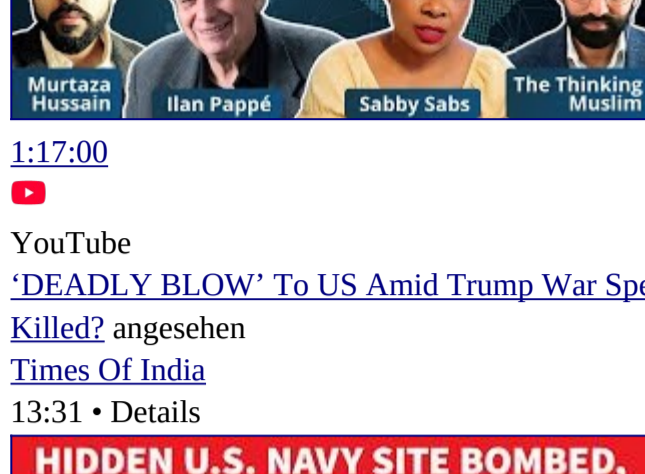 Murtaza Hussain
Ilan Pappé
Sabby Sabs
The Thinking Muslim
1:17:00
YouTube
‘DEADLY BLOW’ To US Amid Trump War
Killed? angesehen
Times Of India
13:31 • Details
HIDDEN U.S. NAVY SITE BOMBED